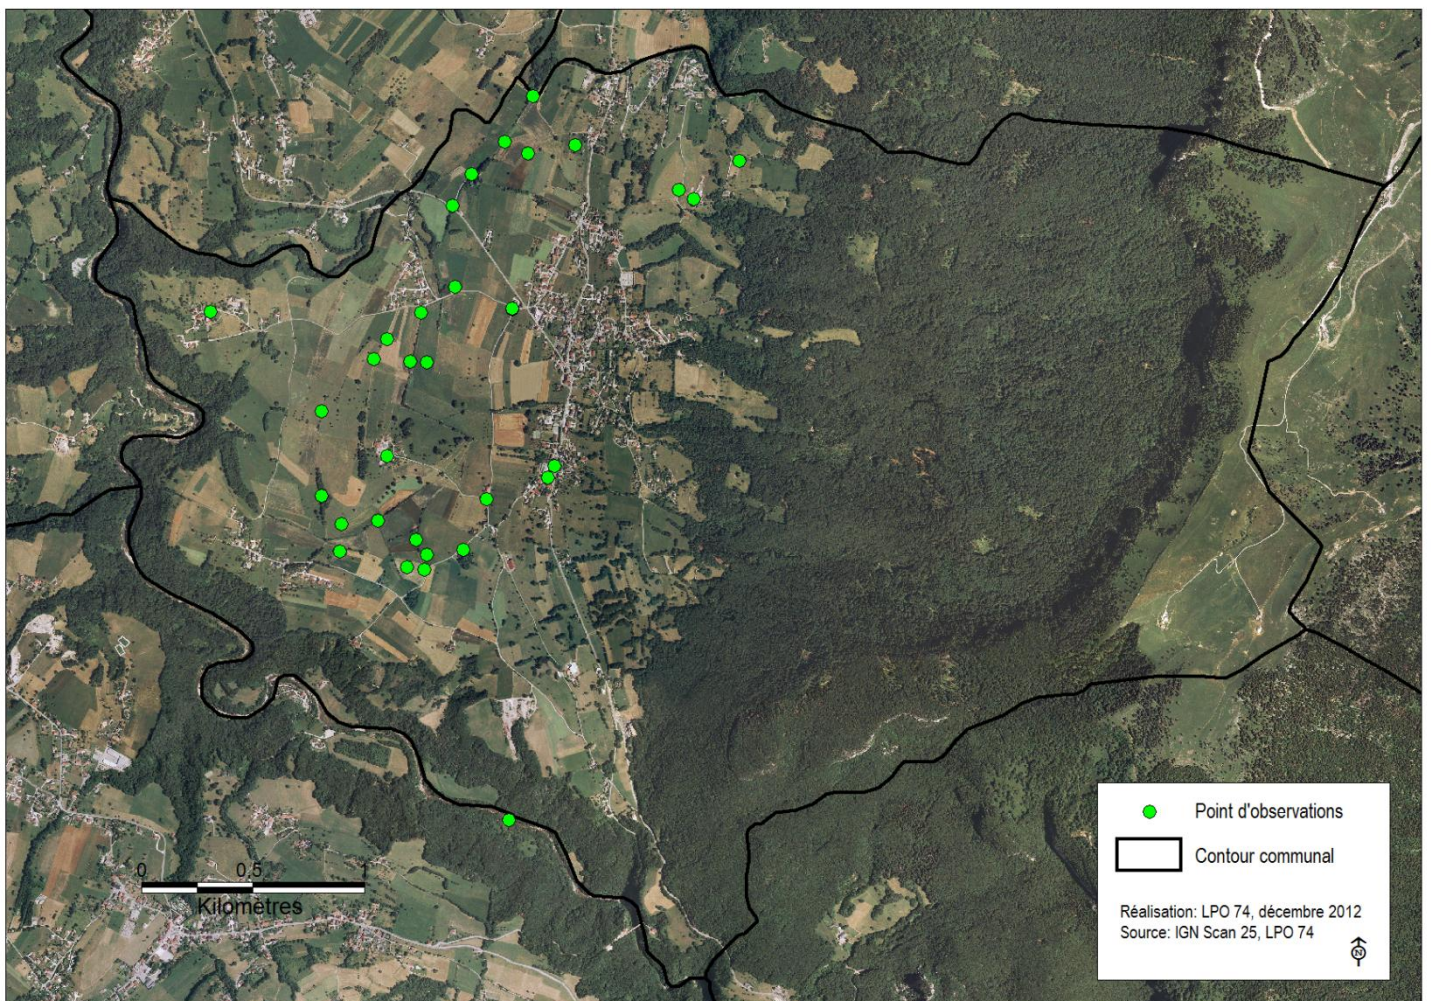 0 0.5 1
Kilomètres
Point d'observations
Contour communal
Réalisation: LPO 74, décembre 2012
Source: IGN Scan 25, LPO 74
N